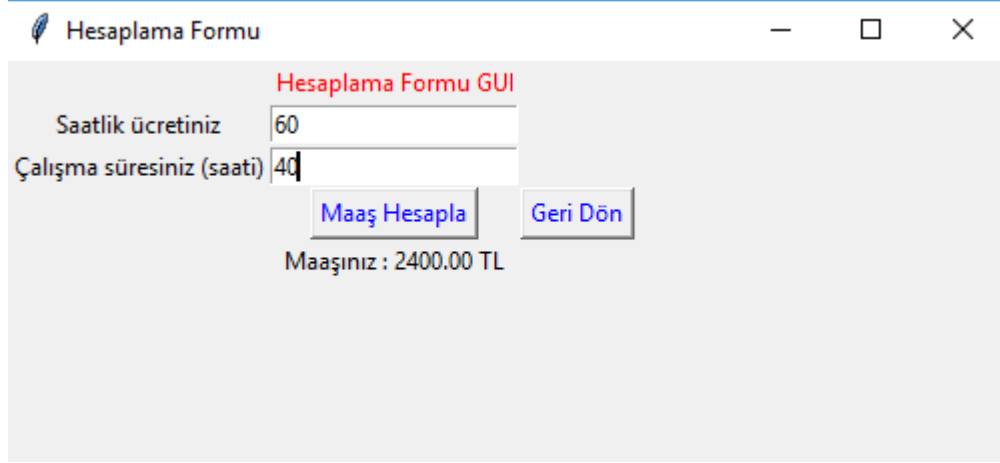 Hesaplama Formu
Hesaplama Formu GUI
Saatlik ücretiniz 60
Çalışma süresiniz (saati) 40
Maaş Hesapla Geri Dön
Maaşınız : 2400.00 TL